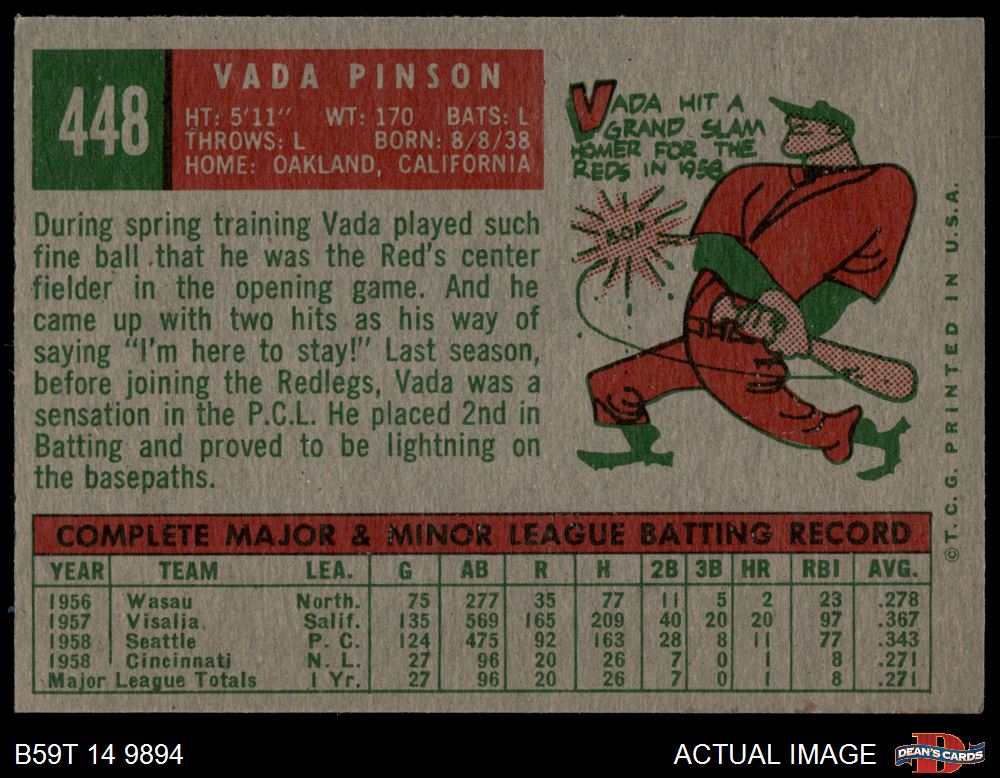 448
VADA PINSON
HT: 5'11" WT: 170 BATS: L
THROWS: L BORN: 8/8/38
HOME: OAKLAND, CALIFORNIA
VADA HIT A
GRAND SLAM
HOMER FOR THE
REDS IN 1958
BOP
During spring training Vada played such
fine ball that he was the Red's center
fielder in the opening game. And he
came up with two hits as his way of
saying "I'm here to stay!" Last season,
before joining the Redlegs, Vada was a
sensation in the P.C.L. He placed 2nd in
Batting and proved to be lightning on
the basepaths.
COMPLETE MAJOR & MINOR LEAGUE BATTING RECORD
YEAR TEAM LEA. G AB R H 2B 3B HR RBI AVG.
1956 Wasau North. 75 277 35 77 11 5 2 23 .278
1957 Visalia Salif. 135 569 165 209 40 20 20 97 .367
1958 Seattle P. C. 124 475 92 163 28 8 11 77 .343
1958 Cincinnati N. L. 27 96 20 26 7 0 1 8 .271
Major League Totals 1 Yr. 27 96 20 26 7 0 1 8 .271
©T.C.G. PRINTED IN U.S.A.
B59T 14 9894
ACTUAL IMAGE
D
DEAN'S CARDS